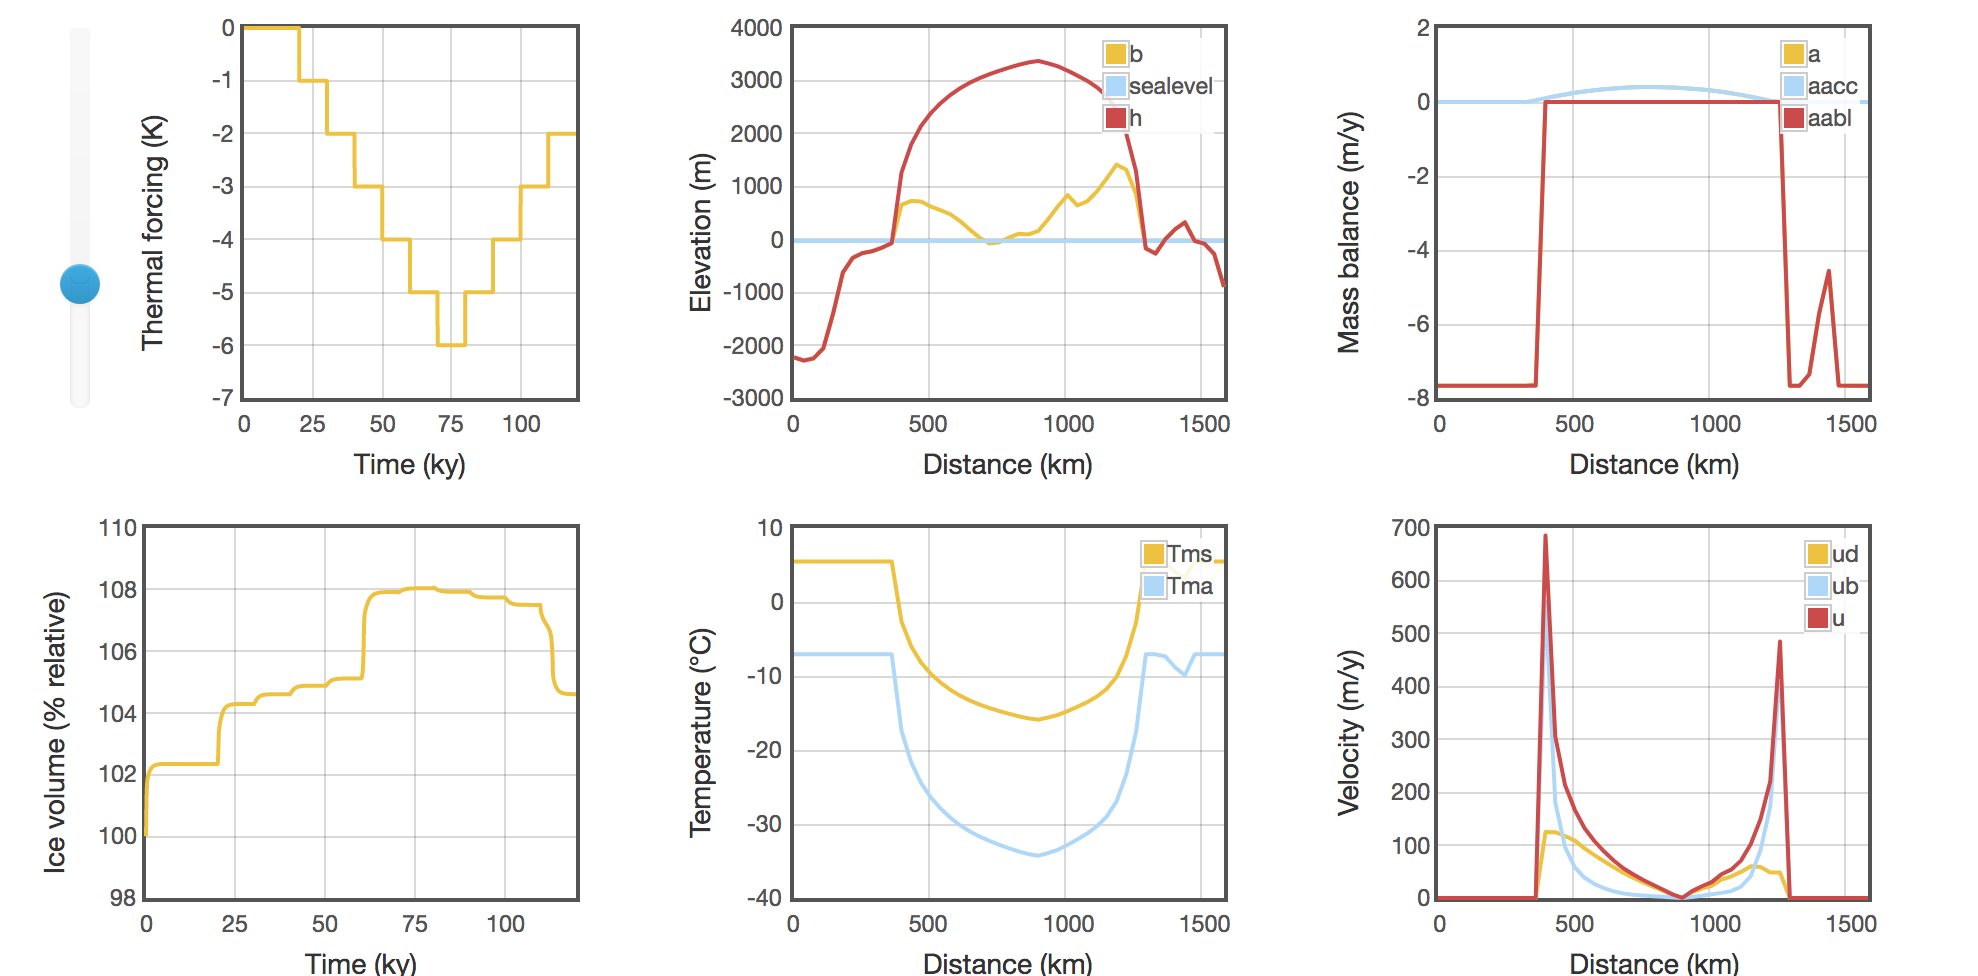 0
-1
-2
-3
-4
-5
-6
-7
0 25 50 75 100
Thermal forcing (K)
Time (ky)
4000
3000
2000
1000
0
-1000
-2000
-3000
0 500 1000 1500
Elevation (m)
Distance (km)
b
sealevel
h
2
0
-2
-4
-6
-8
0 500 1000 1500
Mass balance (m/y)
Distance (km)
a
aacc
aabl
110
108
106
104
102
100
98
0 25 50 75 100
Ice volume (% relative)
Time (ky)
10
0
-10
-20
-30
-40
0 500 1000 1500
Temperature (°C)
Distance (km)
Tms
Tma
700
600
500
400
300
200
100
0
0 500 1000 1500
Velocity (m/y)
Distance (km)
ud
ub
u